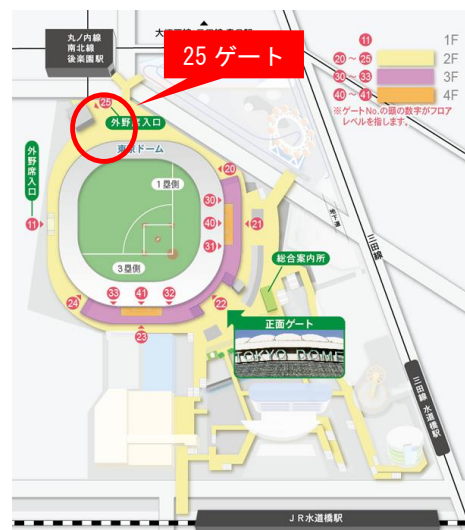 丸ノ内線
南北線
後楽園駅
25 ゲート
11 1F
20~25 2F
30~33 3F
40~41 4F
※ゲートNo.の頭の数字がフロア
レベルを指します。
25
外野席入口
東京ドーム
外野席入口
1塁側
20
30
40
21
11
31
地下道
三田線
3塁側
総合案内所
33
41
32
24
22
23
正面ゲート
TOKYO DOME
三田線 水道橋駅
JR水道橋駅